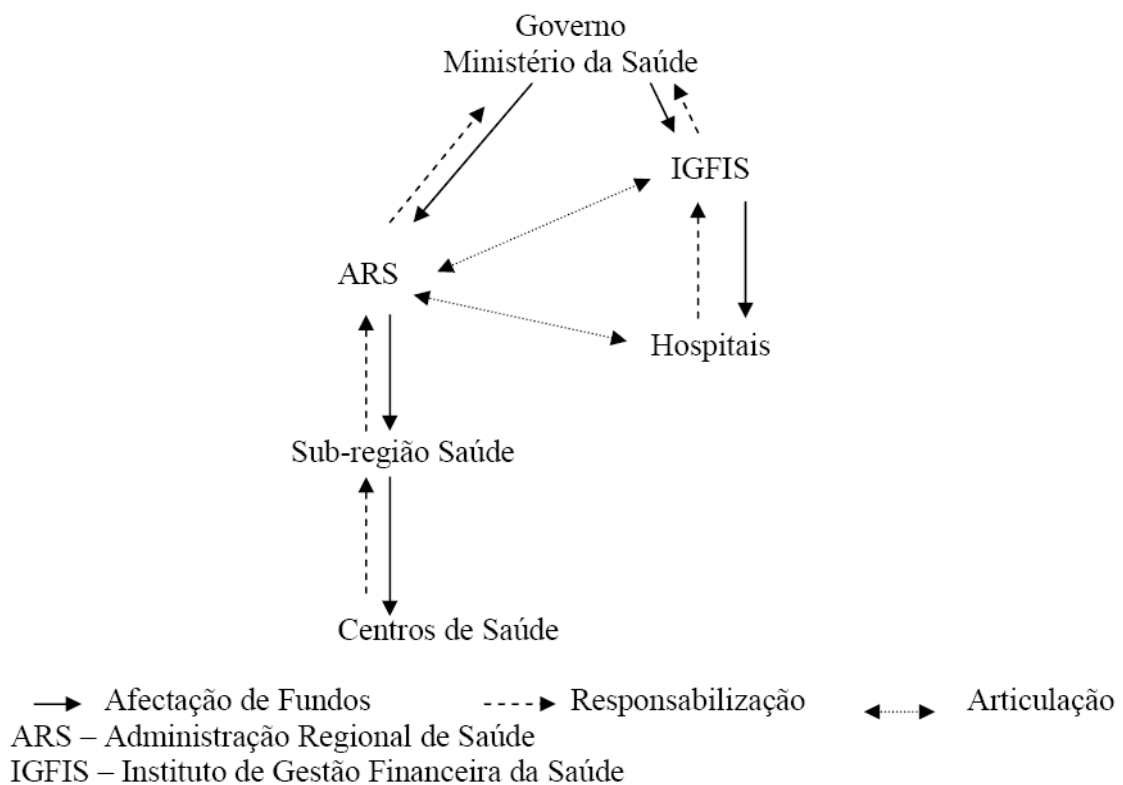 Governo
Ministério da Saúde
IGFIS
ARS
Hospitais
Sub-região Saúde
Centros de Saúde
Afectação de Fundos Responsabilização Articulação
ARS – Administração Regional de Saúde
IGFIS – Instituto de Gestão Financeira da Saúde